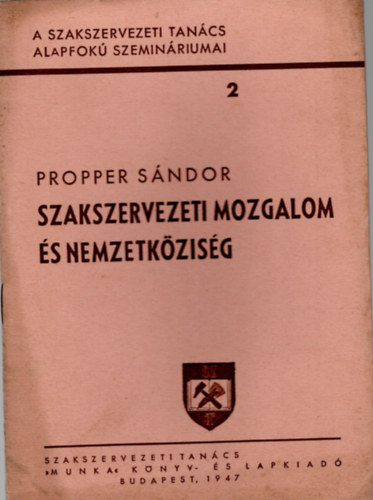 A SZAKSZERVEZETI TANÁCS
ALAPFOKÚ SZEMINÁRIUMAI
2
PROPPER SÁNDOR
SZAKSZERVEZETI MOZGALOM
ÉS NEMZETKÖZISÉG
SZAKSZERVEZETI TANÁCS
»MUNKA« KÖNYV- ÉS LAPKIADÓ
BUDAPEST, 1947